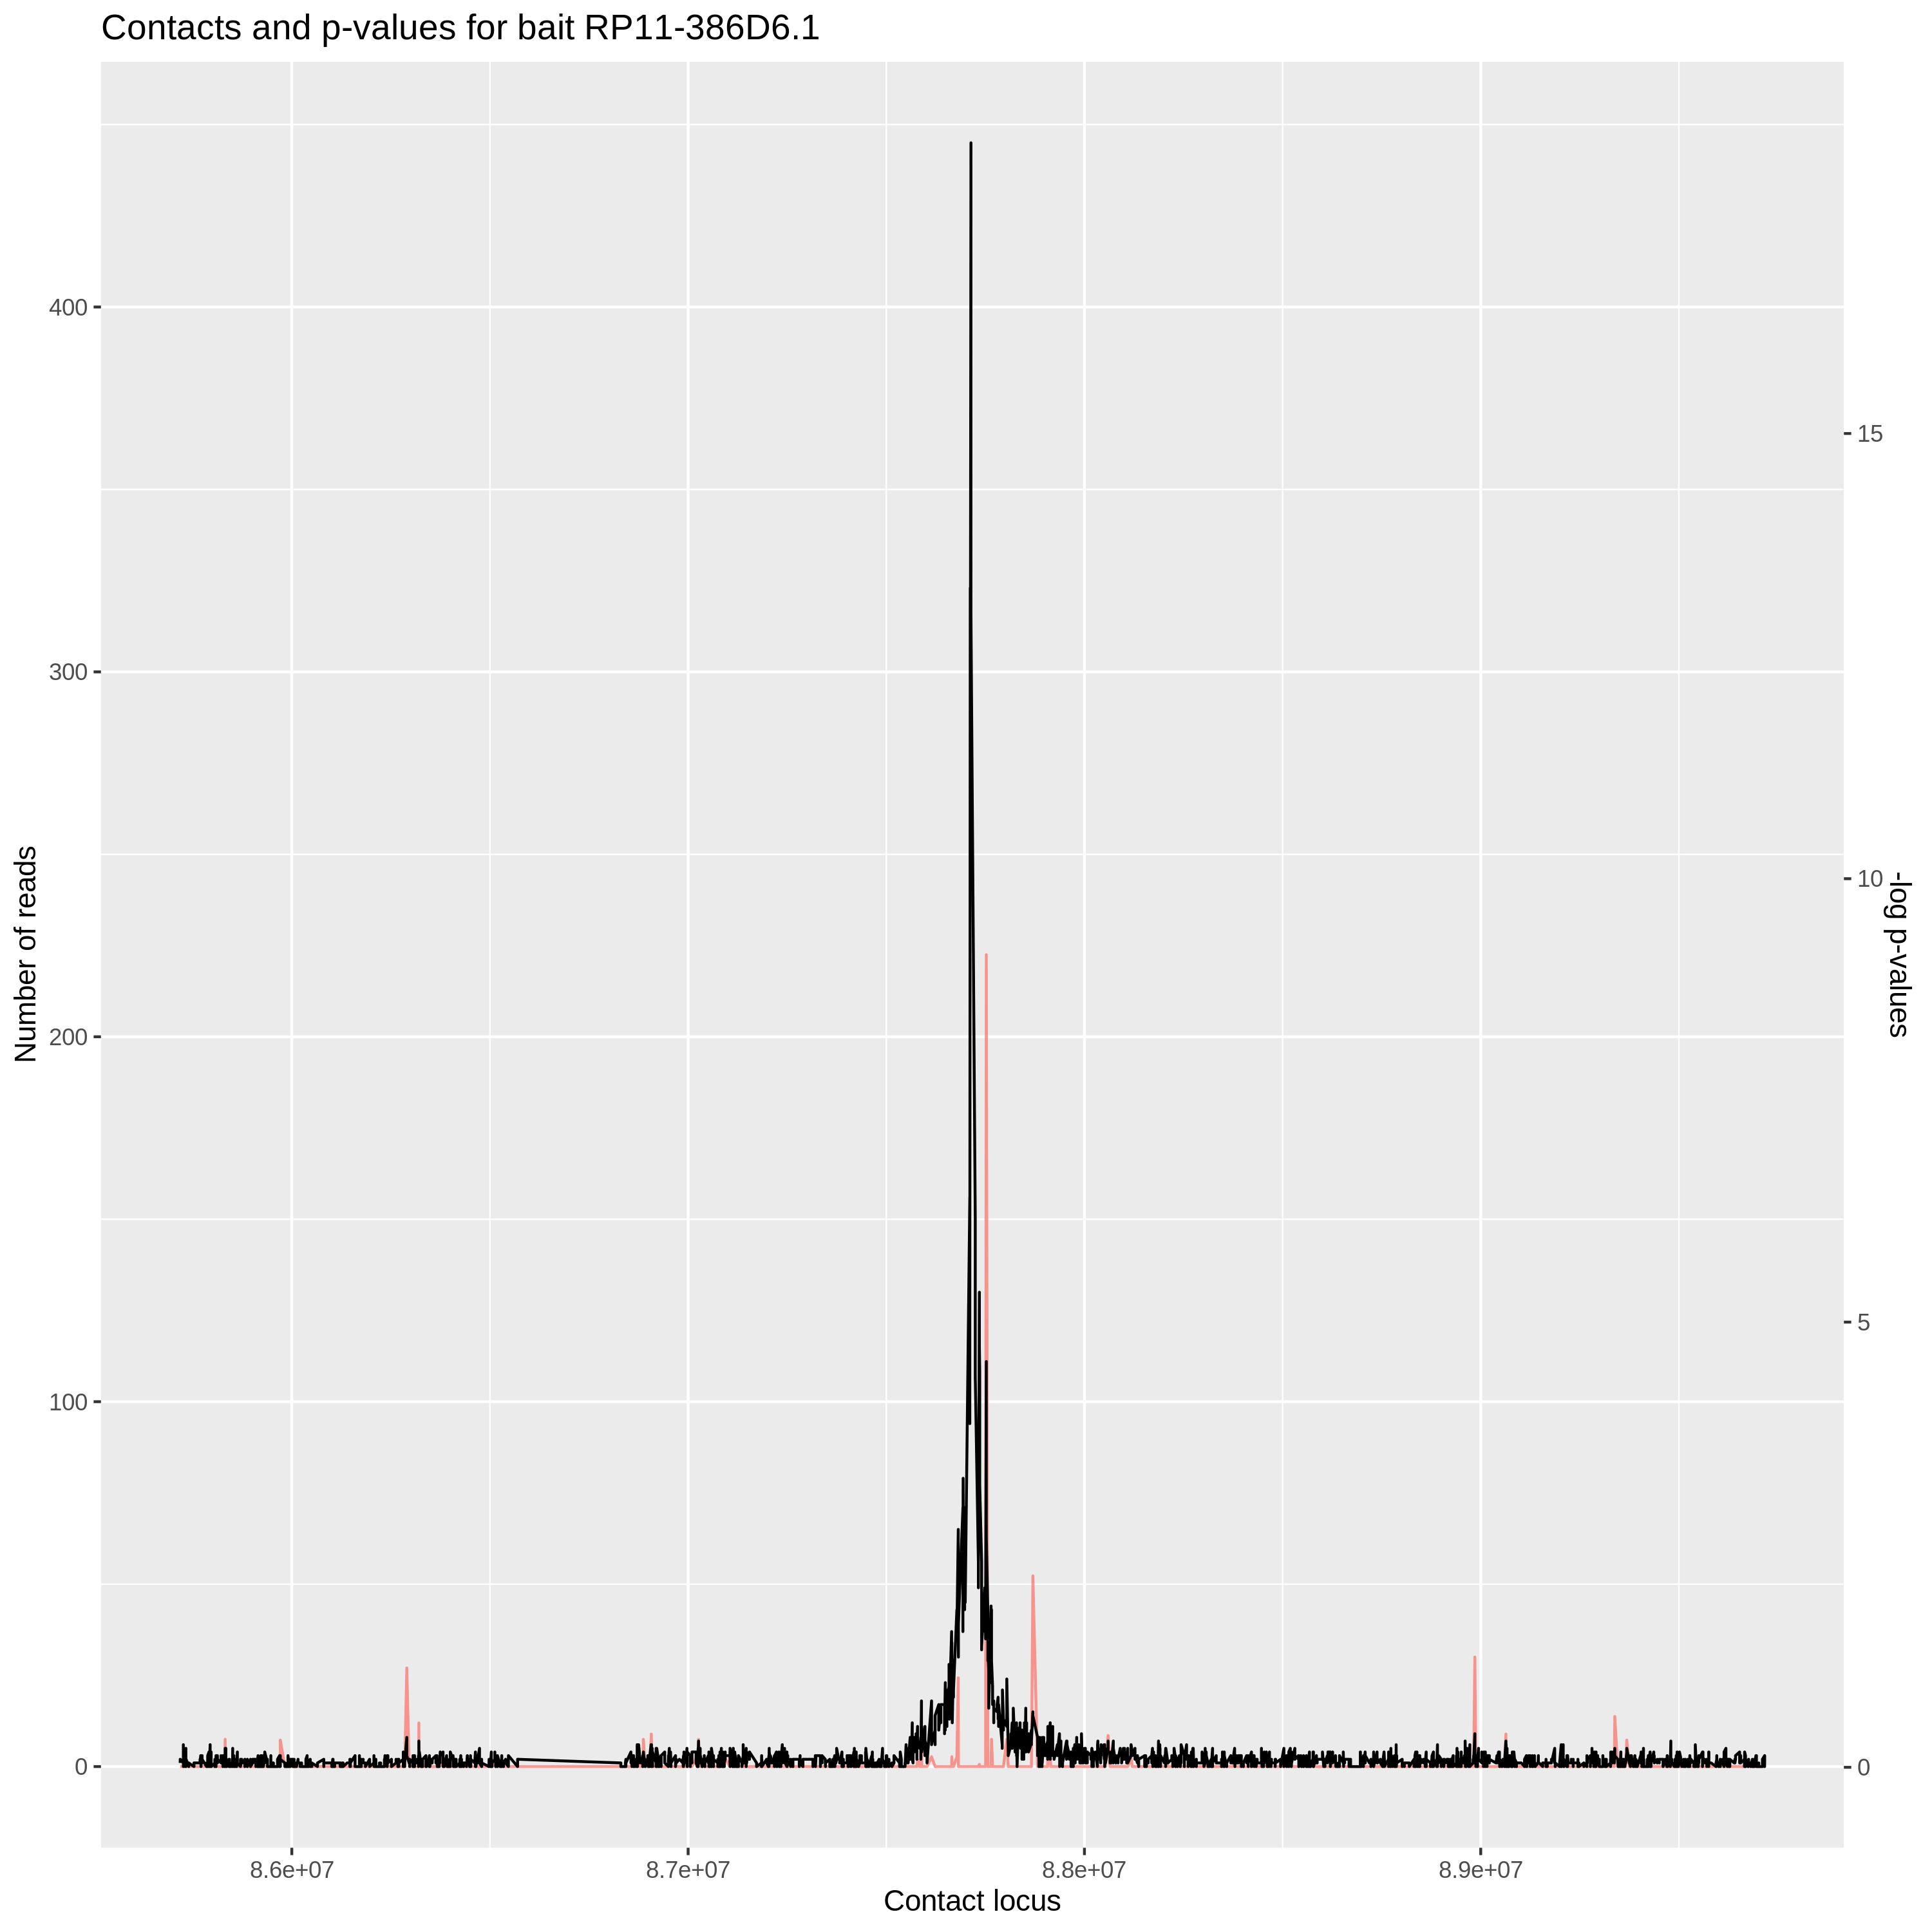 Contacts and p-values for bait RP11-386D6.1
Number of reads
400
300
200
100
0
15
10
5
0
-log p-values
8.6e+07 8.7e+07 8.8e+07 8.9e+07
Contact locus